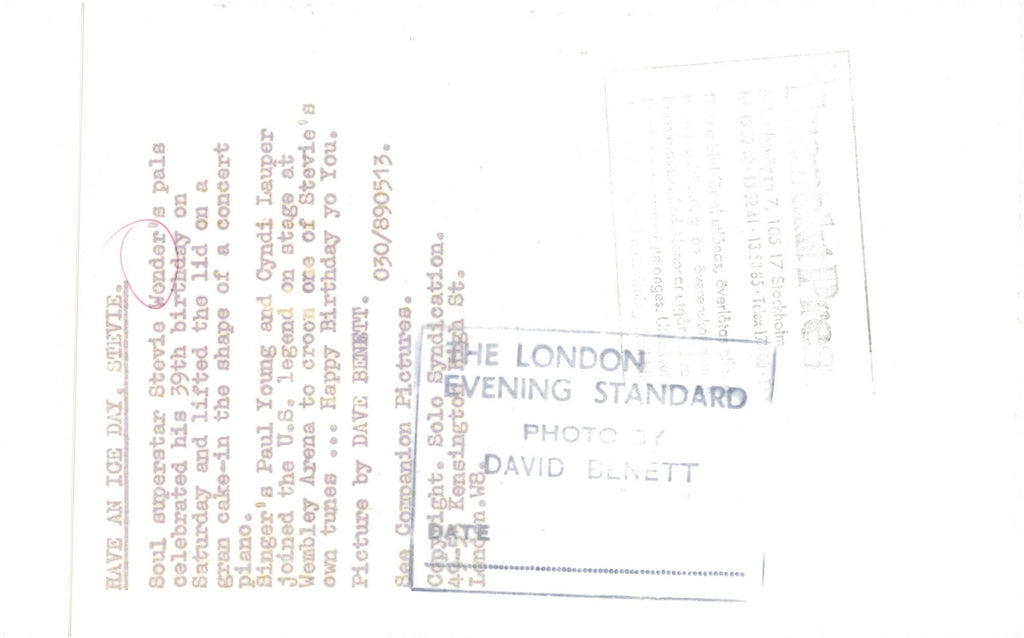 HAVE AN ICE DAY, STEVIE.
Soul superstar Stevie Wonder's pals
celebrated his 39th birthday on
Saturday and lifted the lid on a
gran cake-in the shape of a concert
piano.
Singer's Paul Young and Cyndi Lauper
joined the U.S. legend on stage at
Wembley Arena to croon one of Stevie's
own tunes ... Happy Birthday yo You.
Picture by DAVE BENETT. 030/890513.
See Companion Pictures.
Copyright. Solo Syndication.
Kensington High St.
London.W8.
THE LONDON
EVENING STANDARD
PHOTO BY
DAVID BENETT
DATE
7, 105 17 Stockholm